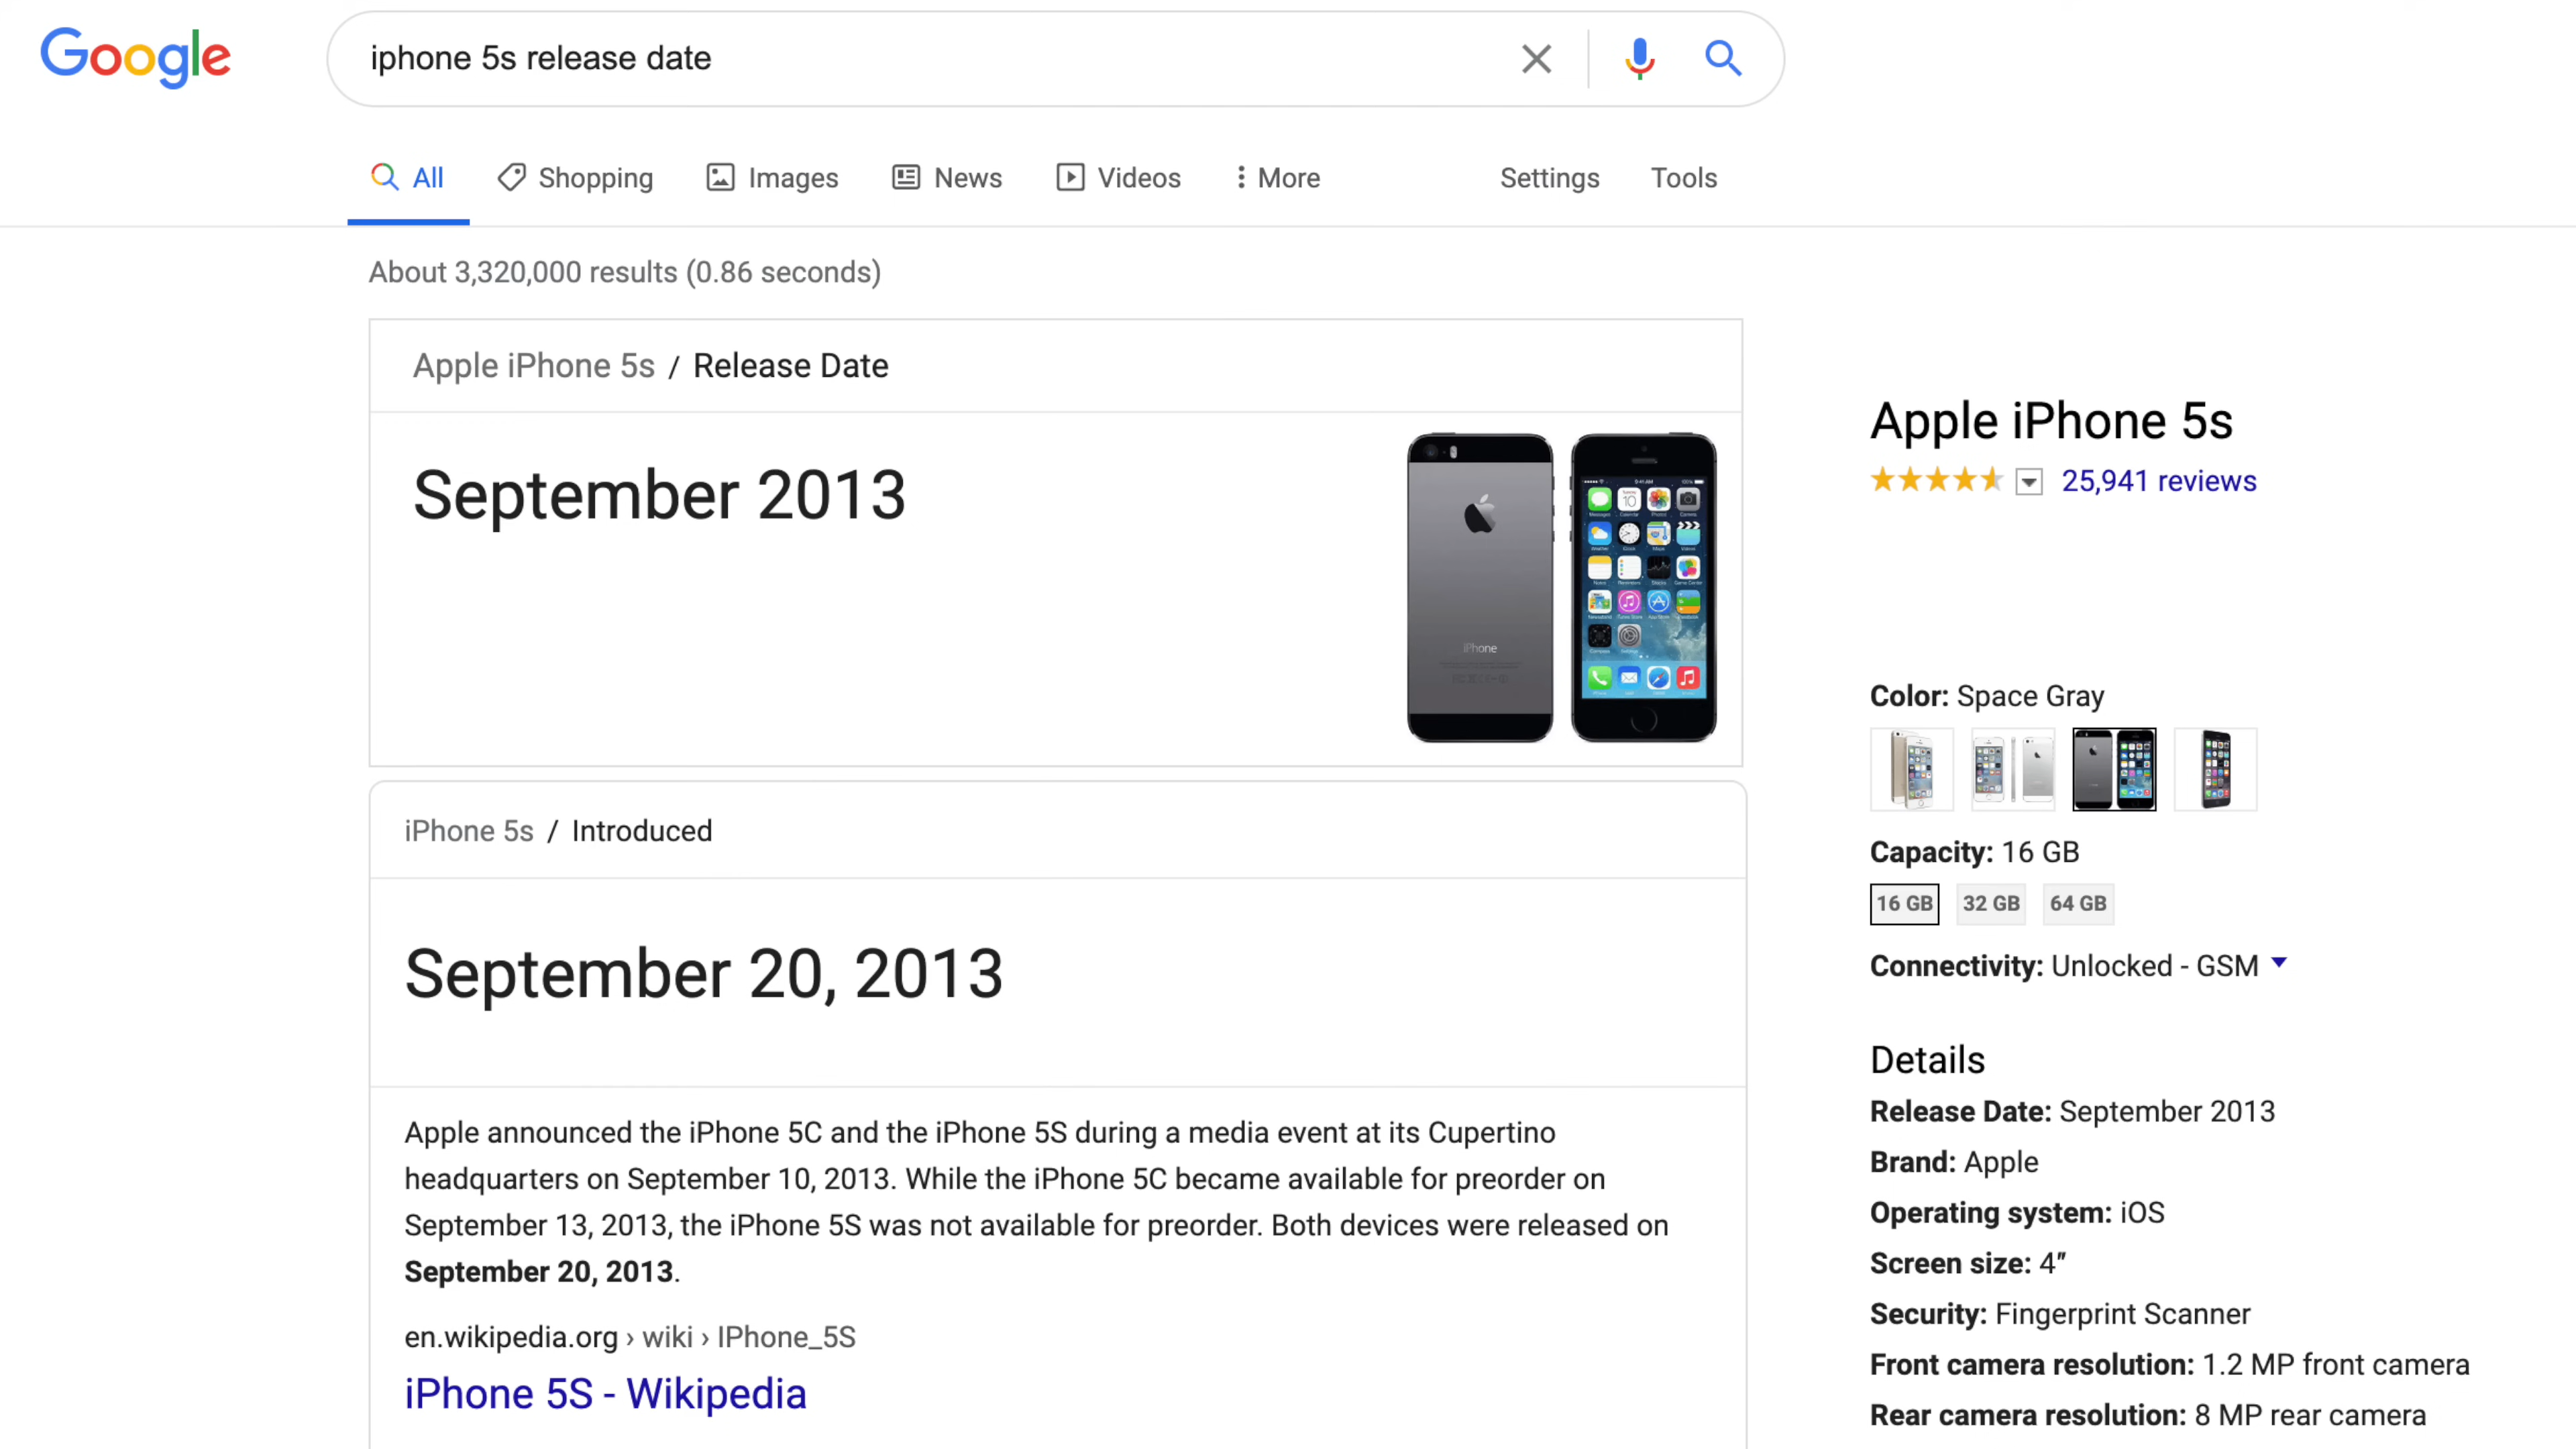 Google
iphone 5s release date
All
Shopping
Images
News
Videos
More
Settings
Tools
About 3,320,000 results (0.86 seconds)
Apple iPhone 5s / Release Date
September 2013
iPhone
iPhone 5s / Introduced
September 20, 2013
Apple announced the iPhone 5C and the iPhone 5S during a media event at its Cupertino
headquarters on September 10, 2013. While the iPhone 5C became available for preorder on
September 13, 2013, the iPhone 5S was not available for preorder. Both devices were released on
September 20, 2013.
en.wikipedia.org › wiki › IPhone_5S
iPhone 5S - Wikipedia
Apple iPhone 5s
25,941 reviews
Color: Space Gray
Capacity: 16 GB
16 GB
32 GB
64 GB
Connectivity: Unlocked - GSM
Details
Release Date: September 2013
Brand: Apple
Operating system: iOS
Screen size: 4″
Security: Fingerprint Scanner
Front camera resolution: 1.2 MP front camera
Rear camera resolution: 8 MP rear camera